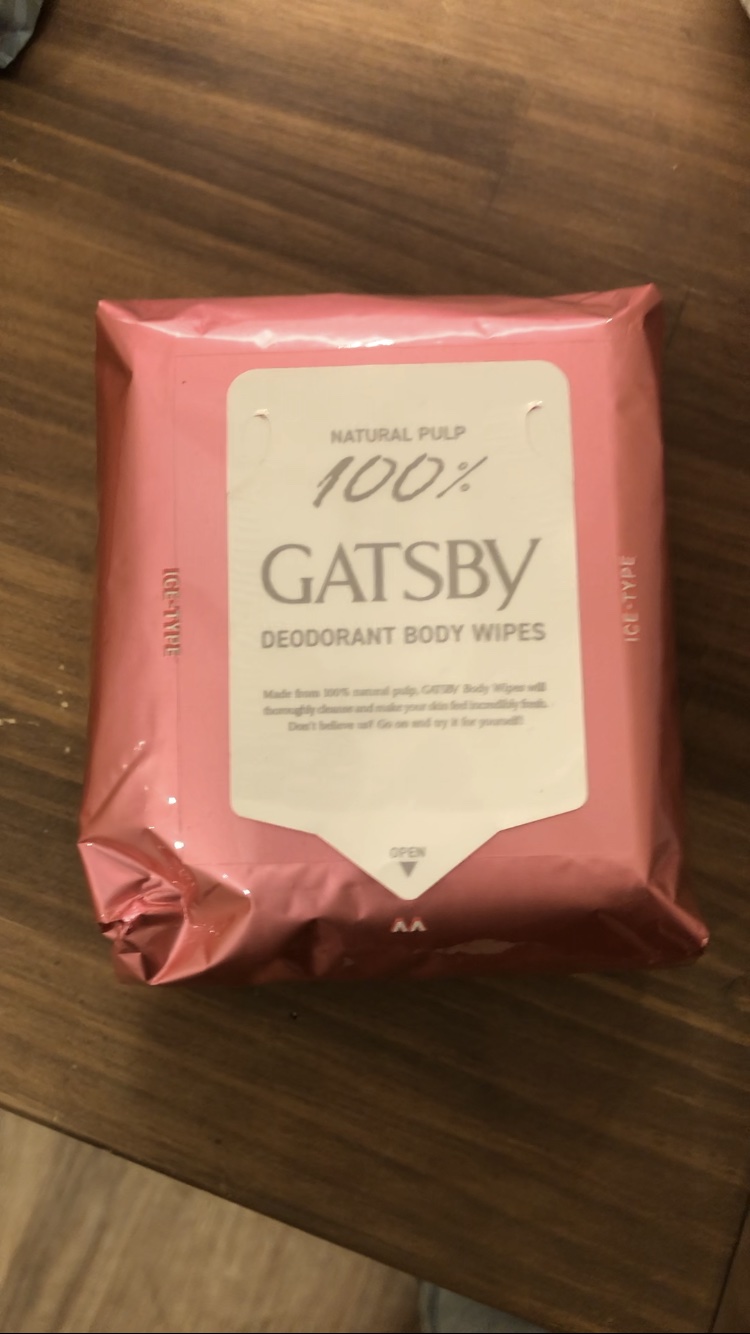 NATURAL PULP
100%
GATSBY
DEODORANT BODY WIPES
Made from 100% natural pulp, GATSBY Body Wipes will
thoroughly cleanse and make your skin feel incredibly fresh.
Don't believe us? Go on and try it for yourself!
OPEN
ICE-TYPE
ICE-TYPE